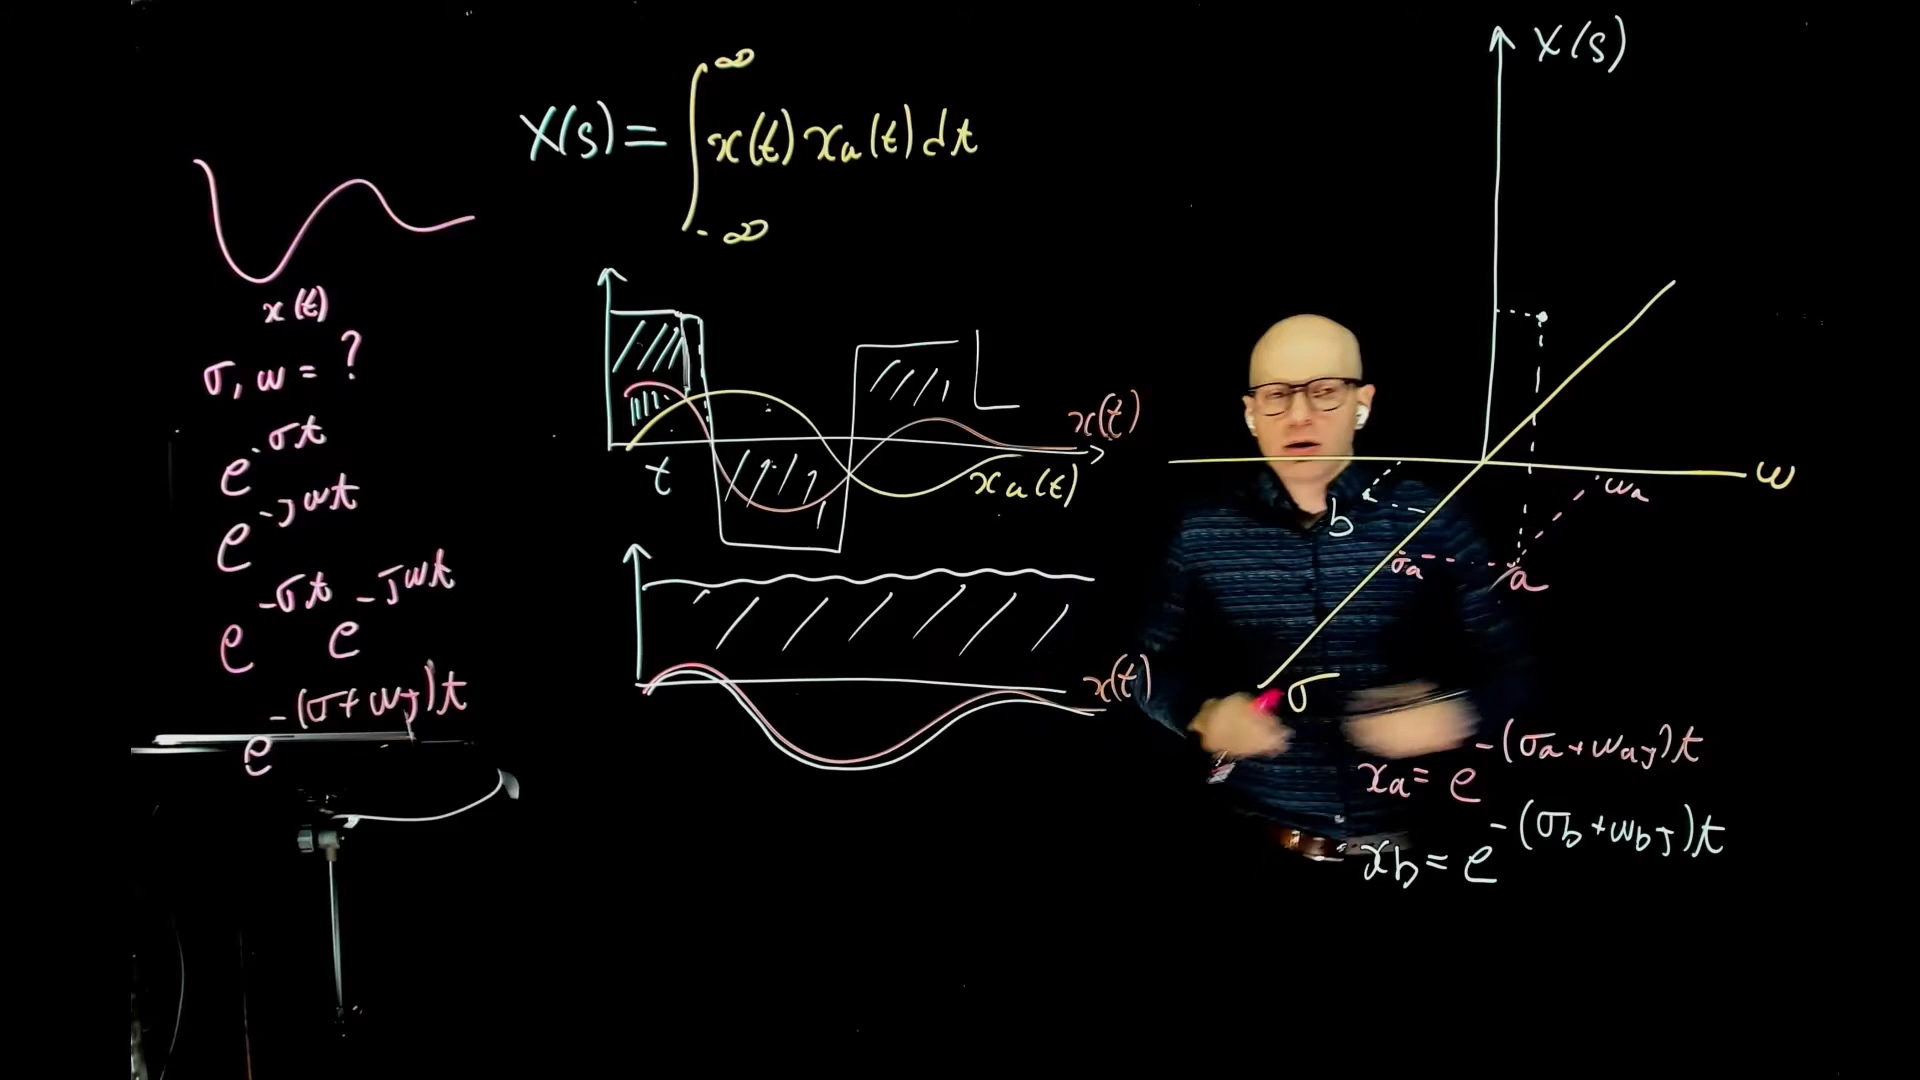 X(s) = ∫_{-∞}^{∞} x(t) x_a(t) dt
x(t)
σ, ω = ?
e^{-σt}
e^{-jωt}
e^{-σt} e^{-jωt}
e^{-(σ+ωj)t}
x(t)
t
x_a(t)
x(t)
X(s)
ω
ω_a
b
σ_a
a
σ
x_a = e^{-(σ_a+ω_a j)t}
x_b = e^{-(σ_b+ω_b j)t}